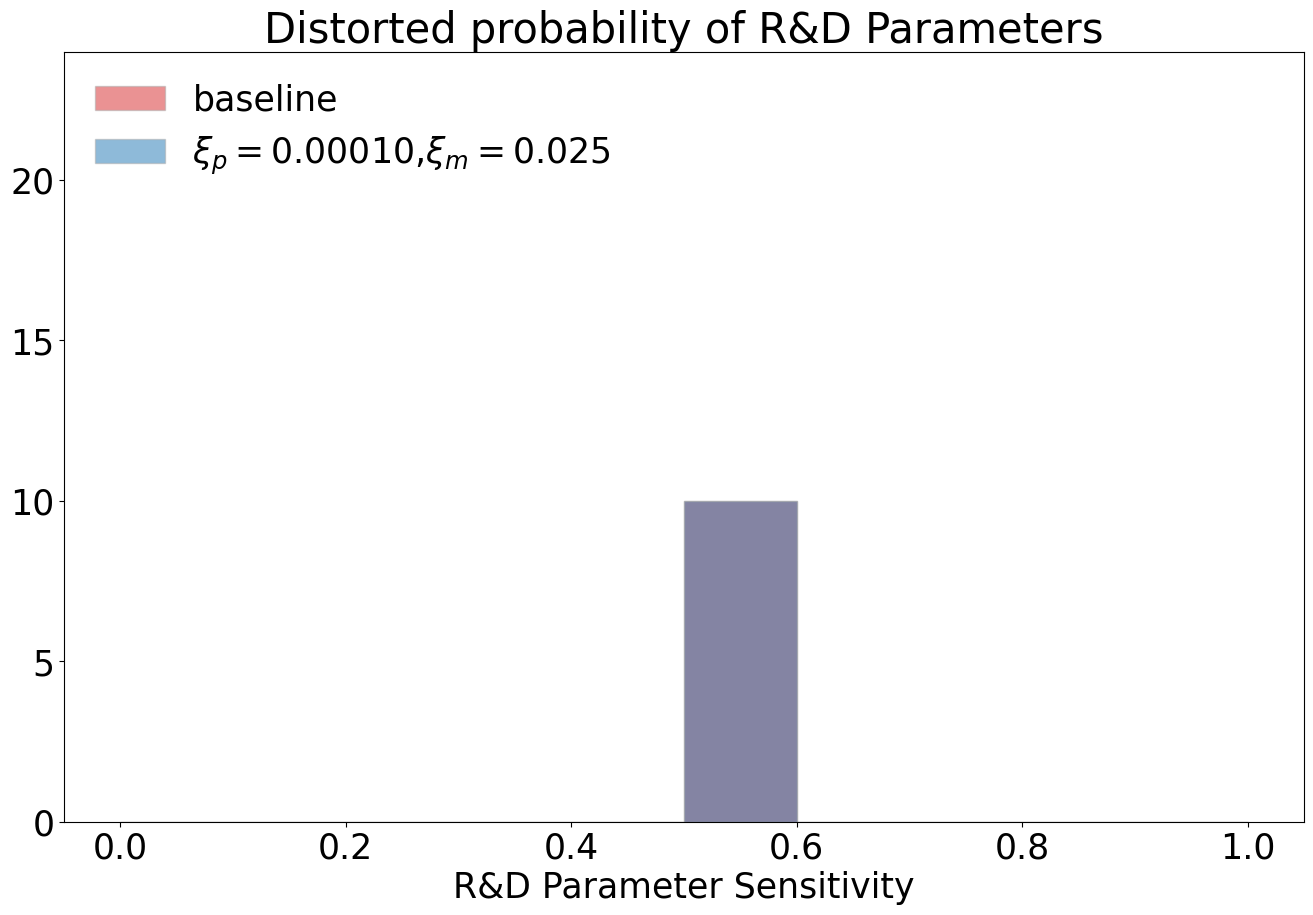 Distorted probability of R&D Parameters
baseline
ξp = 0.00010,ξm = 0.025
20
15
10
5
0
0.0 0.2 0.4 0.6 0.8 1.0
R&D Parameter Sensitivity